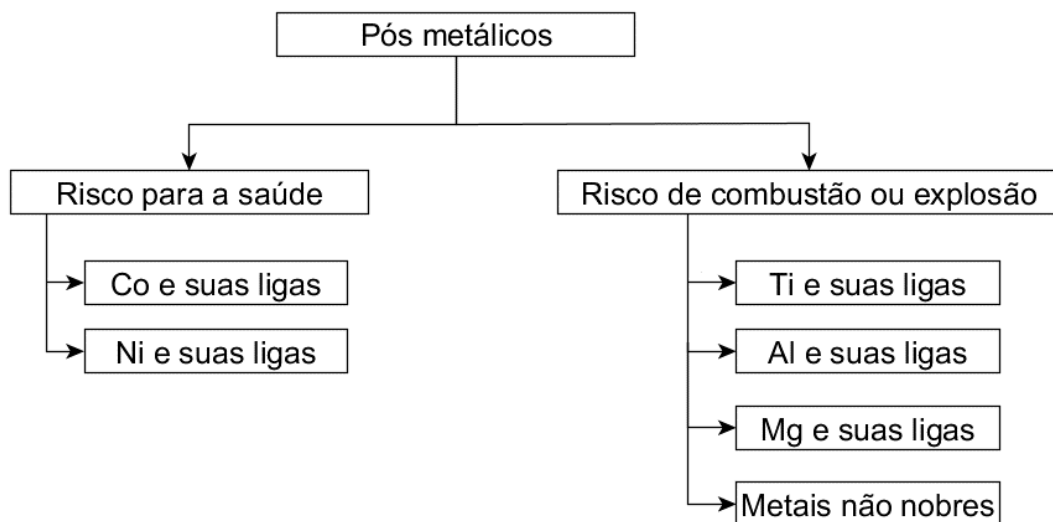 Pós metálicos
Risco para a saúde
Co e suas ligas
Ni e suas ligas
Risco de combustão ou explosão
Ti e suas ligas
Al e suas ligas
Mg e suas ligas
Metais não nobres